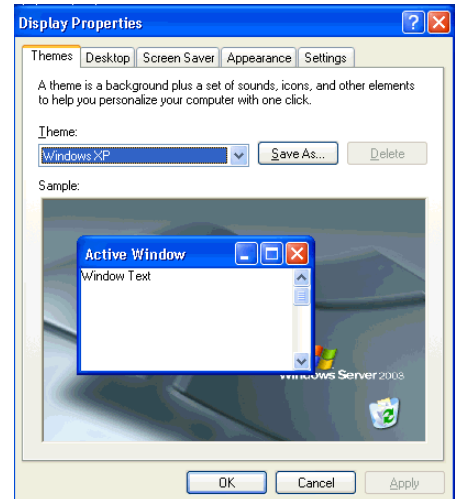 Display Properties
Themes Desktop Screen Saver Appearance Settings
A theme is a background plus a set of sounds, icons, and other elements
to help you personalize your computer with one click.
Theme:
Windows XP Save As... Delete
Sample:
Active Window
Window Text
Windows Server 2003
OK Cancel Apply